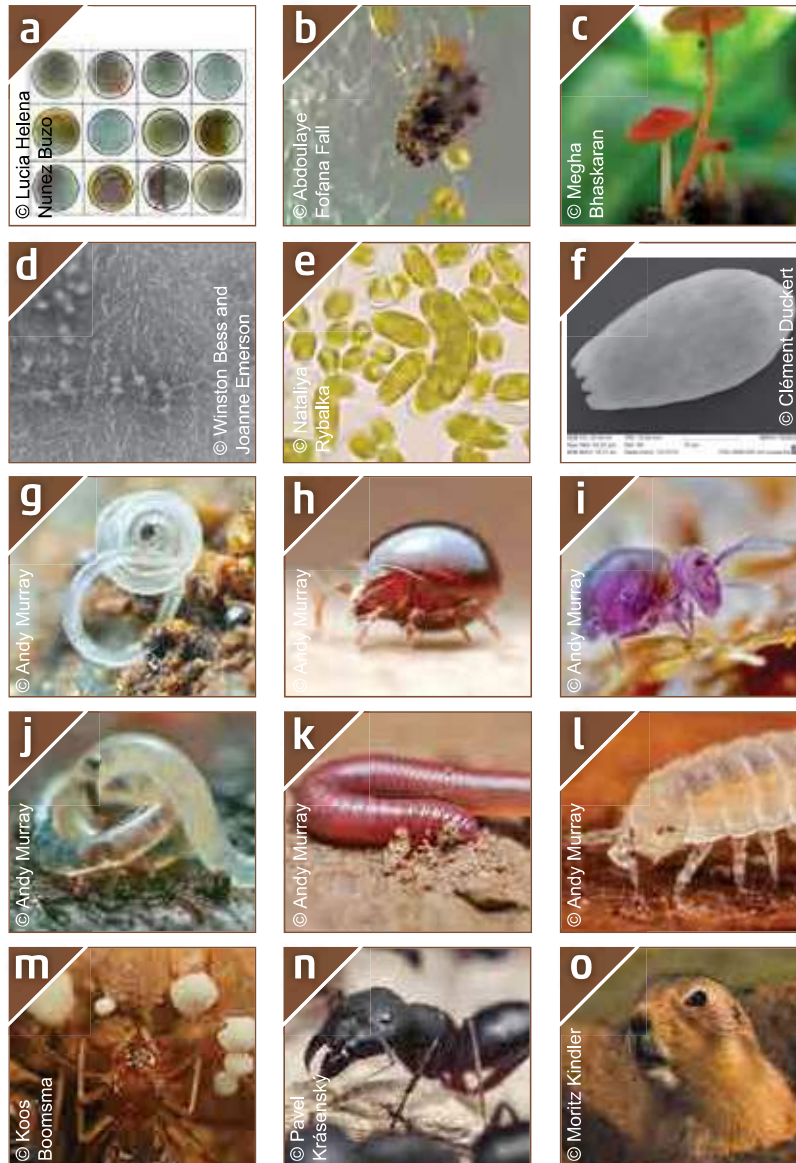 a
© Lucia Helena
Nunez Buzo
b
© Abdoulaye
Fofana Fall
c
© Megha
Bhaskaran
d
© Winston Bess and
Joanne Emerson
e
© Nataliya
Rybalka
f
© Clément Duckert
g
© Andy Murray
h
© Andy Murray
i
© Andy Murray
j
© Andy Murray
k
© Andy Murray
l
© Andy Murray
m
© Koos
Boomsma
n
© Pavel
Krásensky
o
© Moritz Kindler